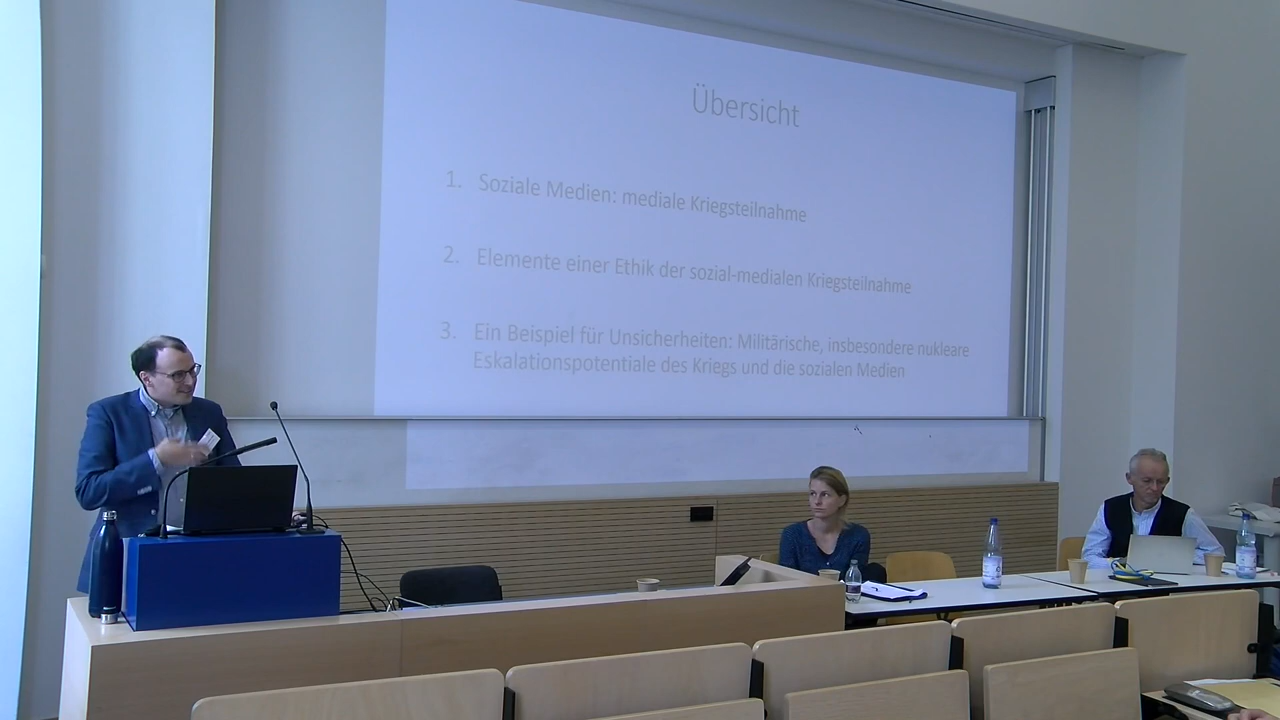 Übersicht
1. Soziale Medien: mediale Kriegsteilnahme
2. Elemente einer Ethik der sozial-medialen Kriegsteilnahme
3. Ein Beispiel für Unsicherheiten: Militärische, insbesondere nukleare
Eskalationspotentiale des Kriegs und die sozialen Medien